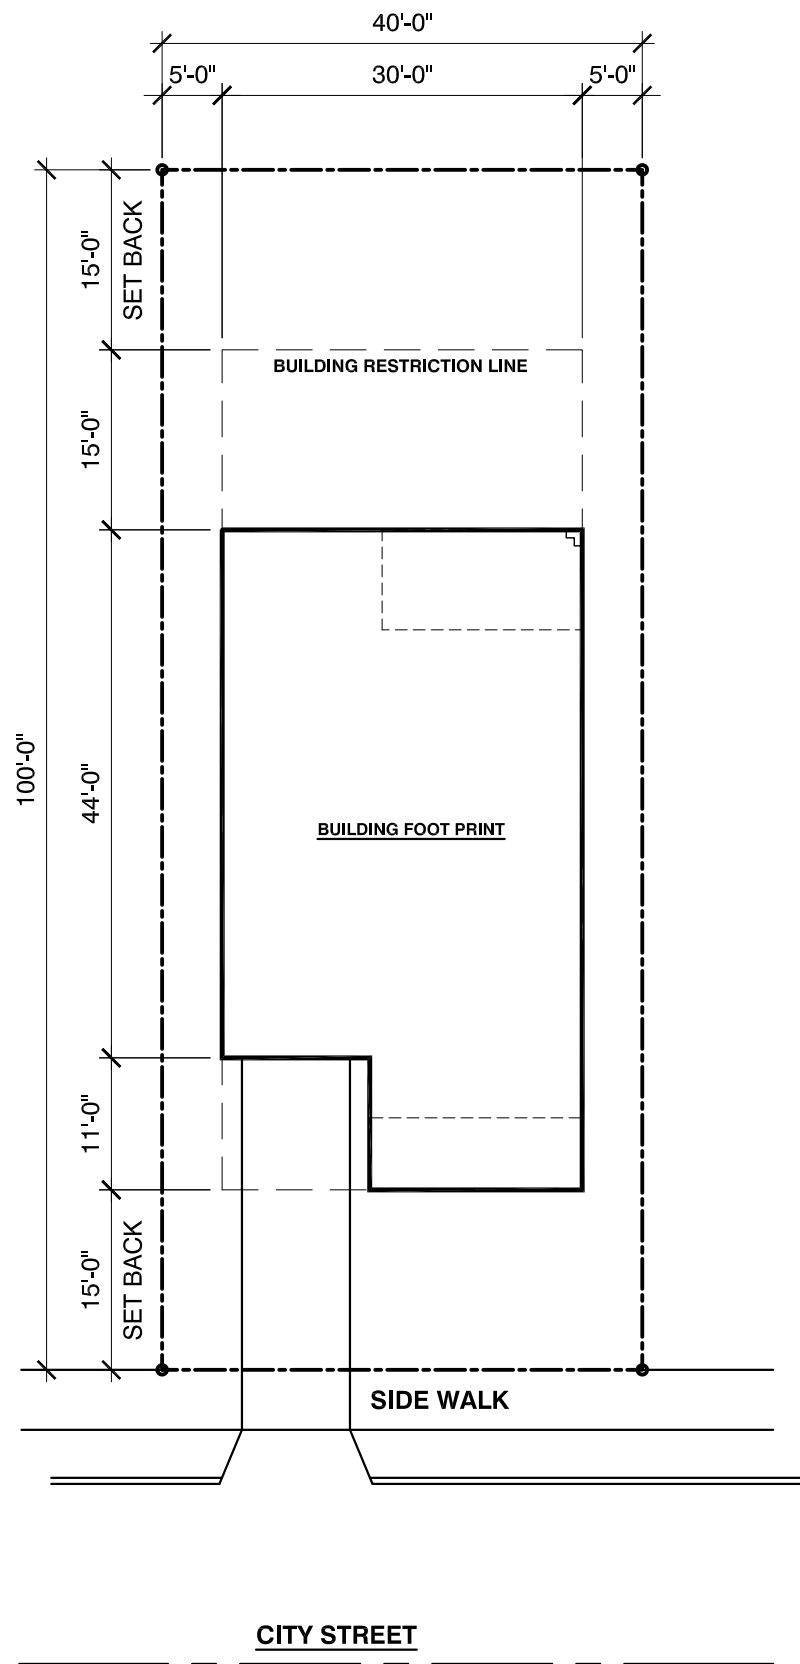 40'-0"
5'-0" 30'-0" 5'-0"
15'-0"
SET BACK
BUILDING RESTRICTION LINE
15'-0"
100'-0"
44'-0"
BUILDING FOOT PRINT
11'-0"
15'-0"
SET BACK
SIDE WALK
CITY STREET